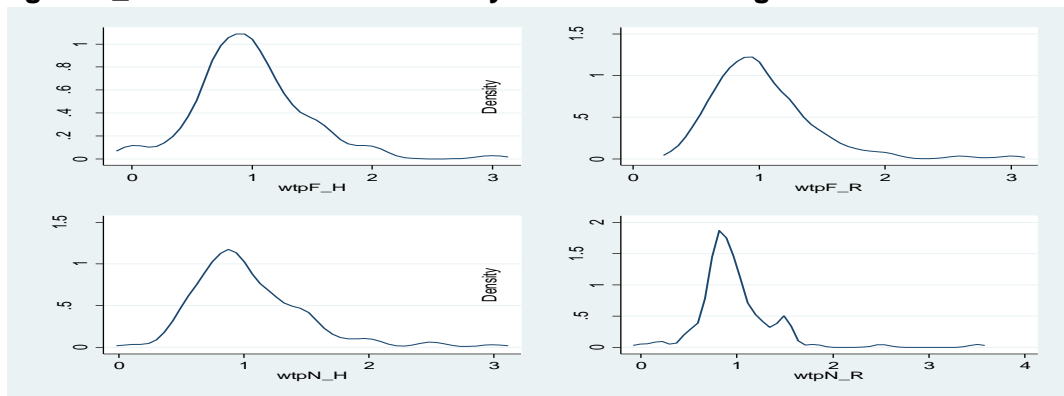 Density
0 .2 .4 .6 .8 1
0 1 2 3
wtpF_H
0 .5 1 1.5
0 1 2 3
wtpF_R
Density
0 .5 1 1.5
0 1 2 3
wtpN_H
0 .5 1 1.5 2
0 1 2 3 4
wtpN_R